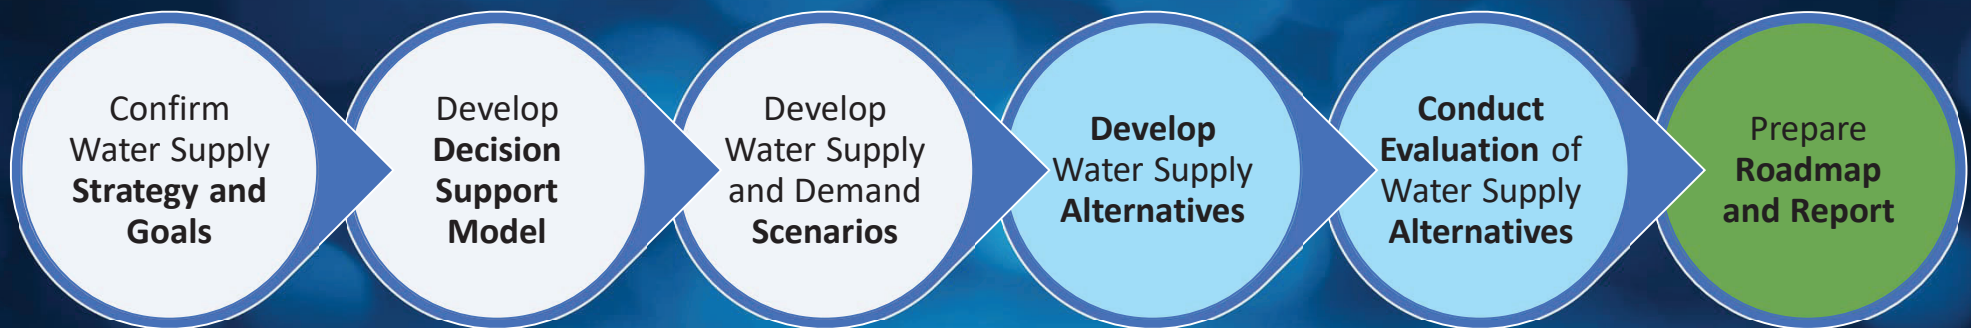 Confirm
Water Supply
Strategy and
Goals
Develop
Decision
Support
Model
Develop
Water Supply
and Demand
Scenarios
Develop
Water Supply
Alternatives
Conduct
Evaluation of
Water Supply
Alternatives
Prepare
Roadmap
and Report